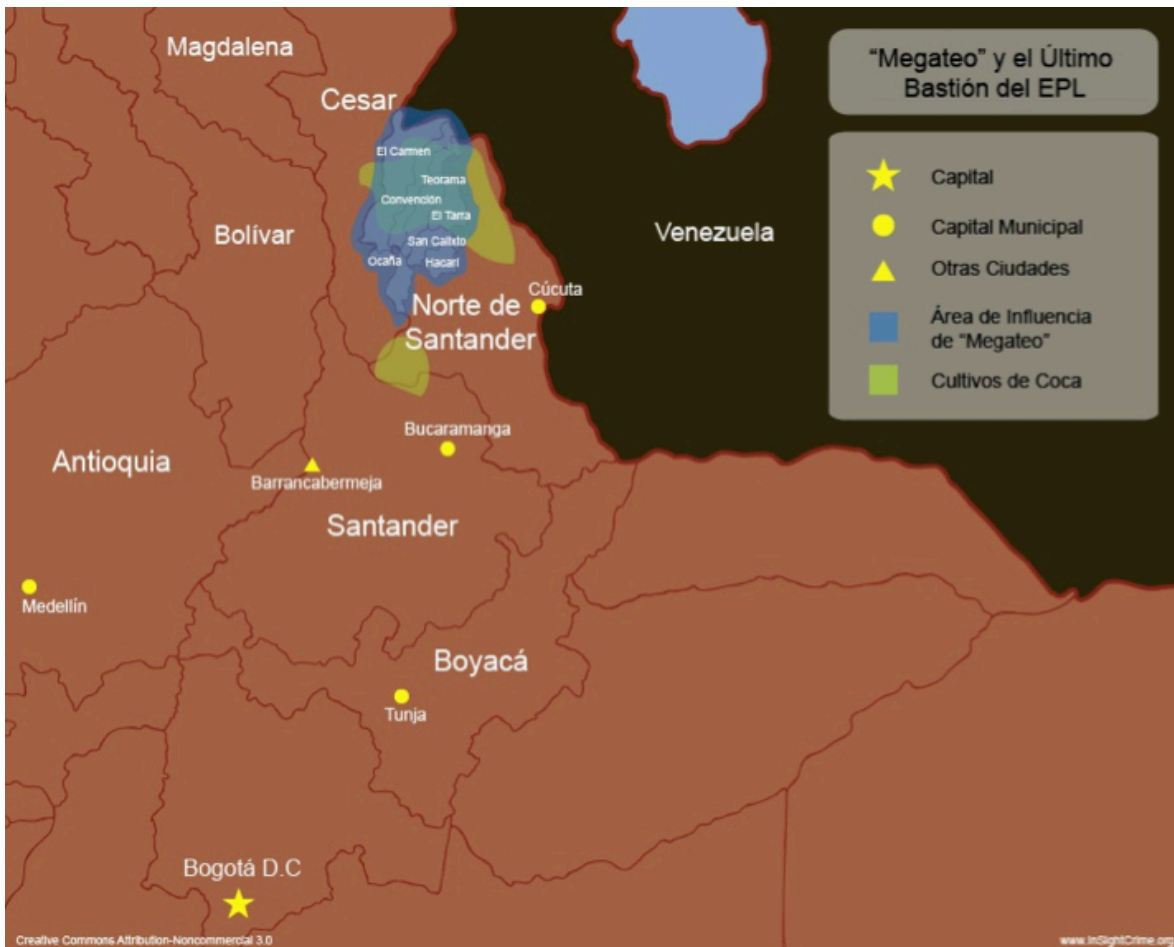 Magdalena
Cesar
"Megateo" y el Último
Bastión del EPL
El Carmen
Teorama
Convención
El Tarra
San Calixto
Ocaña
Hacarí
Bolívar
Venezuela
Capital
Capital Municipal
Otras Ciudades
Área de Influencia
de "Megateo"
Cultivos de Coca
Cúcuta
Norte de
Santander
Bucaramanga
Antioquia
Barrancabermeja
Santander
Medellín
Boyacá
Tunja
Bogotá D.C
Creative Commons Attribution-Noncommercial 3.0
www.InSightCrime.org